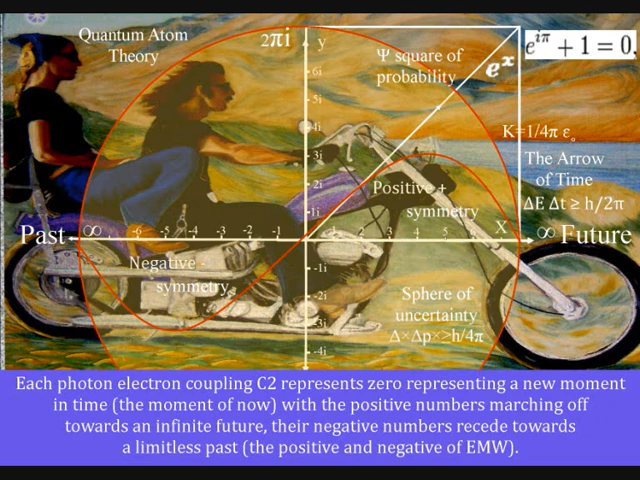 Quantum Atom
Theory
2πi
y
Ψ square of
probability
eˣ
e^{iπ} + 1 = 0.
6i
5i
4i
3i
2i
1i
K=1/4π ε₀
The Arrow
of Time
ΔE Δt ≥ h/2π
Positive +
symmetry
Past
∞
-6 -5 -4 -3 -2 -1
1 2 3 4 5 6
X
∞ Future
Negative -
symmetry
-1i
-2i
-3i
-4i
Sphere of
uncertainty
Δ×Δp×>h/4π
Each photon electron coupling C2 represents zero representing a new moment
in time (the moment of now) with the positive numbers marching off
towards an infinite future, their negative numbers recede towards
a limitless past (the positive and negative of EMW).